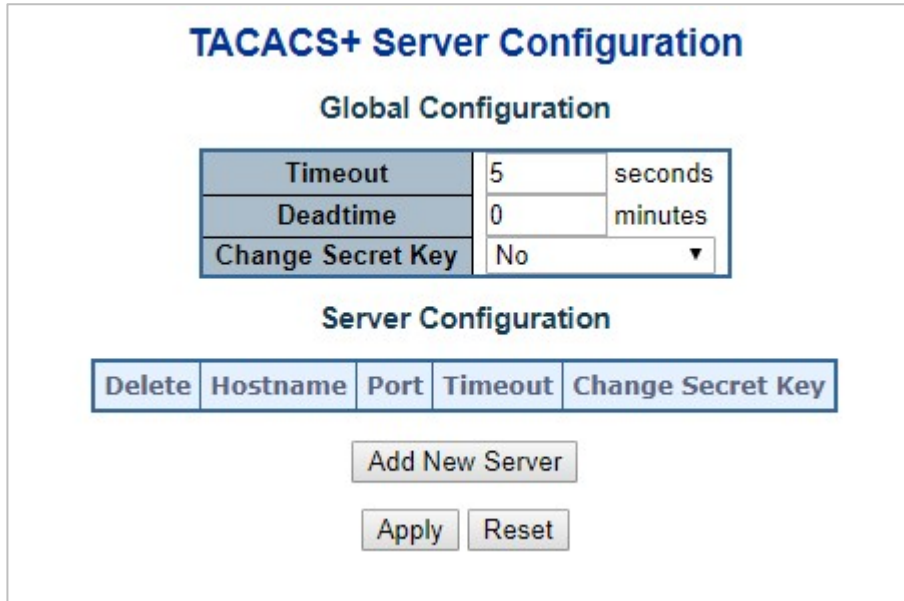 TACACS+ Server Configuration
Global Configuration
Timeout 5 seconds
Deadtime 0 minutes
Change Secret Key No
Server Configuration
Delete Hostname Port Timeout Change Secret Key
Add New Server
Apply Reset